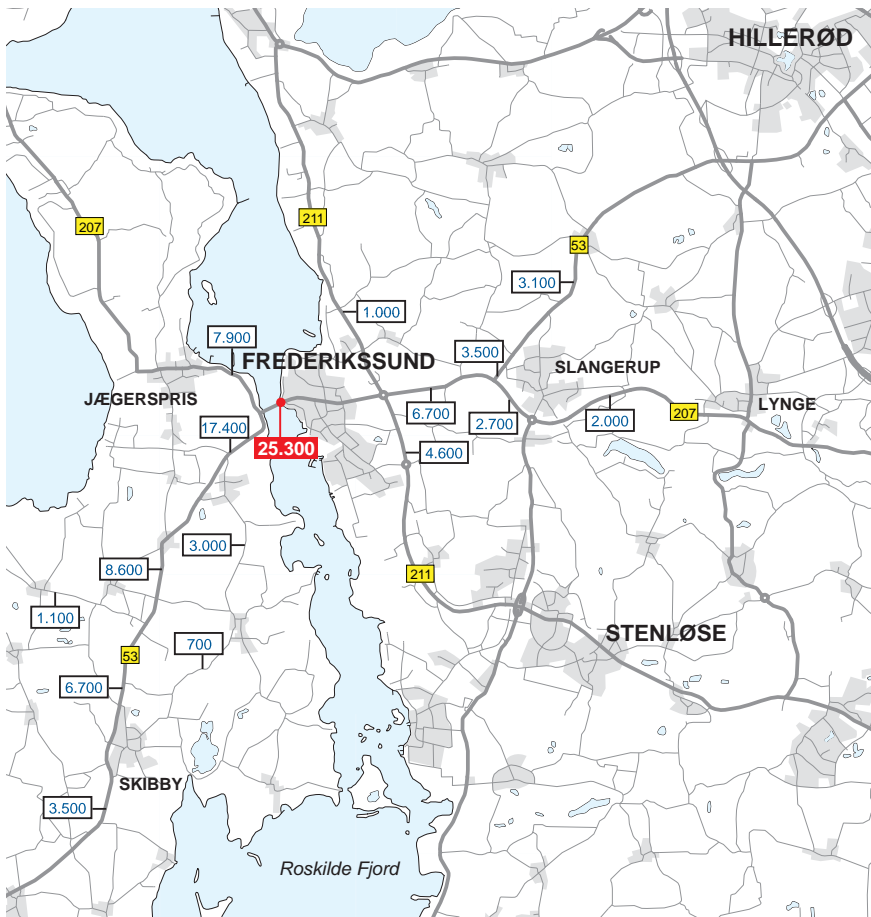 HILLERØD
207
211
53
3.100
1.000
7.900
FREDERIKSSUND
3.500
SLANGERUP
JÆGERSPRIS
6.700
2.700
2.000
207
LYNGE
17.400
25.300
4.600
3.000
8.600
211
1.100
700
STENLØSE
53
6.700
SKIBBY
3.500
Roskilde Fjord